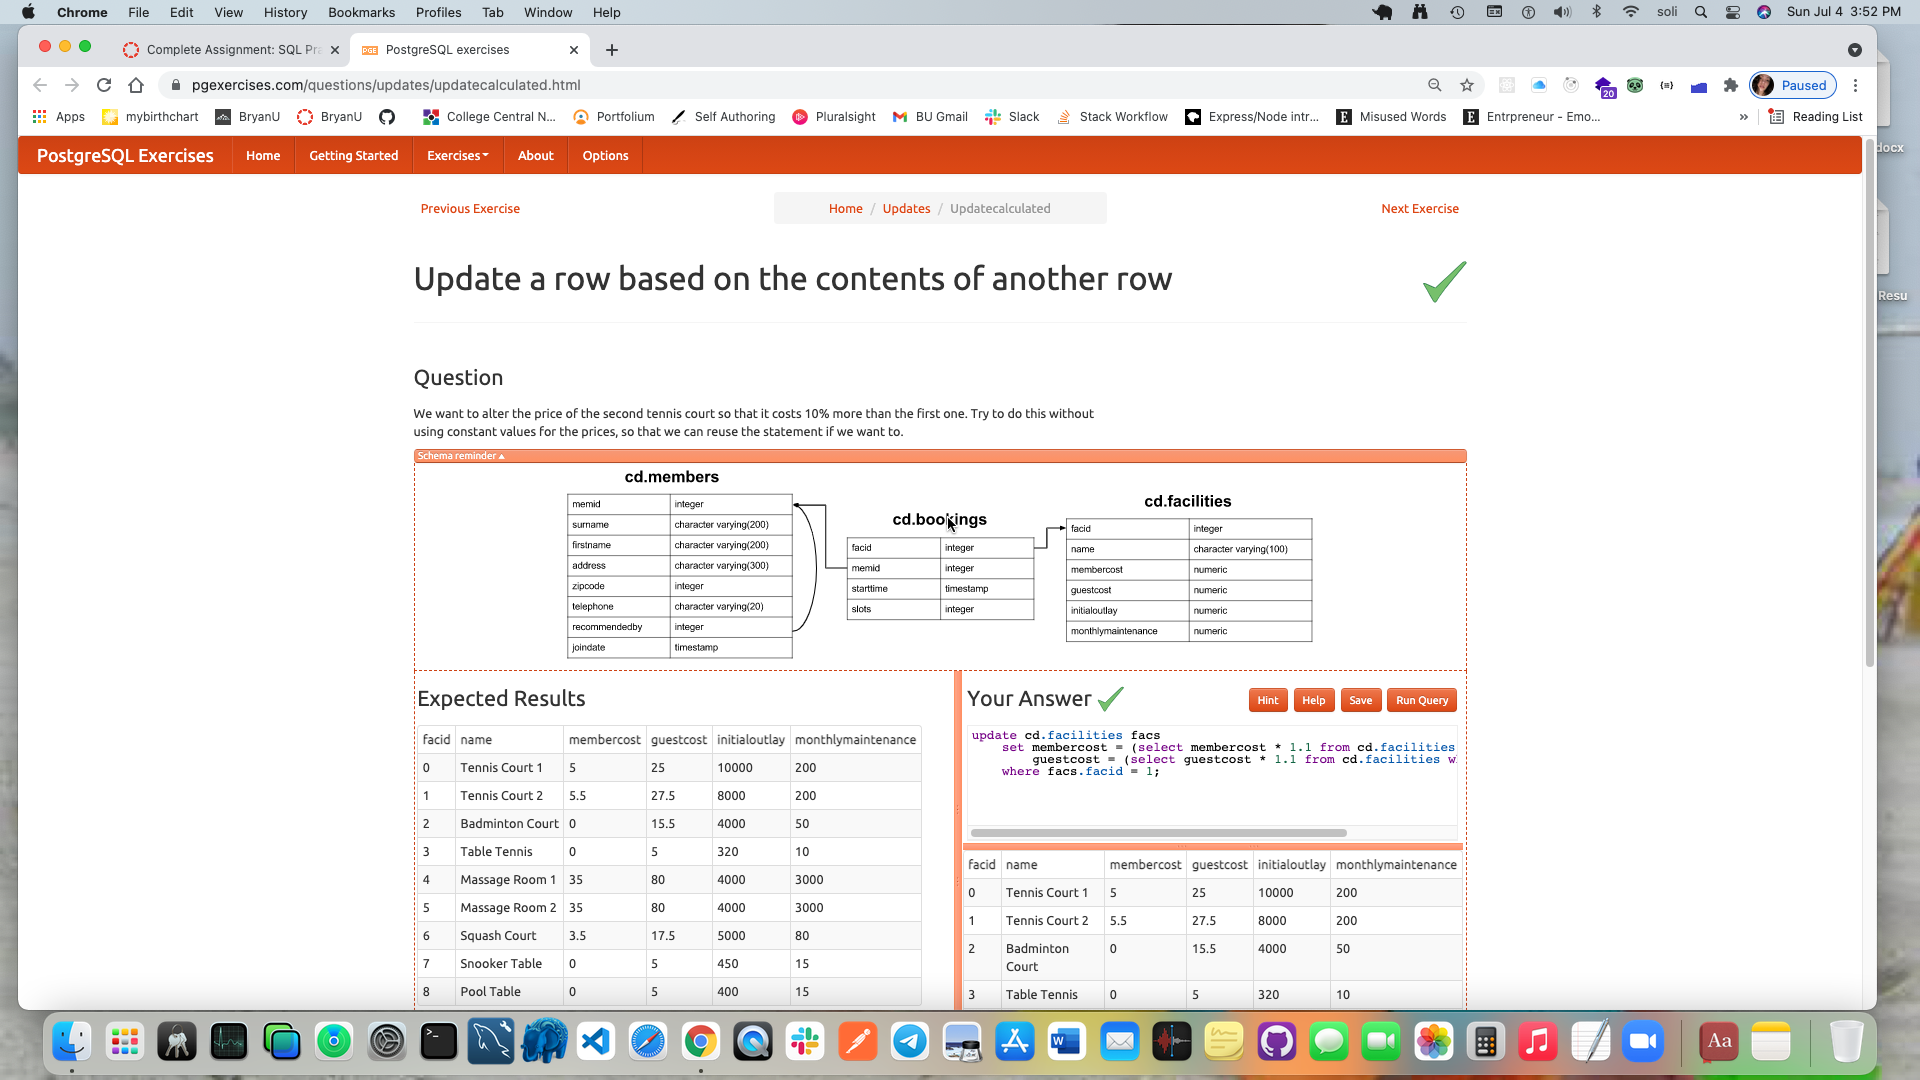 Chrome File Edit View History Bookmarks Profiles Tab Window Help soli Sun Jul 4 3:52 PM
Complete Assignment: SQL Pra PostgreSQL exercises
pgexercises.com/questions/updates/updatecalculated.html 20 Paused
Apps mybirthchart BryanU BryanU College Central N... Portfolium Self Authoring Pluralsight BU Gmail Slack Stack Workflow Express/Node intr... Misused Words Entrpreneur - Emo... » Reading List
docx
Resu
PostgreSQL Exercises Home Getting Started Exercises About Options
Previous Exercise Home / Updates / Updatecalculated Next Exercise
Update a row based on the contents of another row
Question
We want to alter the price of the second tennis court so that it costs 10% more than the first one. Try to do this without
using constant values for the prices, so that we can reuse the statement if we want to.
Schema reminder
cd.members
memid integer
surname character varying(200)
firstname character varying(200)
address character varying(300)
zipcode integer
telephone character varying(20)
recommendedby integer
joindate timestamp
cd.bookings
facid integer
memid integer
starttime timestamp
slots integer
cd.facilities
facid integer
name character varying(100)
membercost numeric
guestcost numeric
initialoutlay numeric
monthlymaintenance numeric
Expected Results
facid name membercost guestcost initialoutlay monthlymaintenance
0 Tennis Court 1 5 25 10000 200
1 Tennis Court 2 5.5 27.5 8000 200
2 Badminton Court 0 15.5 4000 50
3 Table Tennis 0 5 320 10
4 Massage Room 1 35 80 4000 3000
5 Massage Room 2 35 80 4000 3000
6 Squash Court 3.5 17.5 5000 80
7 Snooker Table 0 5 450 15
8 Pool Table 0 5 400 15
Your Answer Hint Help Save Run Query
update cd.facilities facs
set membercost = (select membercost * 1.1 from cd.facilities
guestcost = (select guestcost * 1.1 from cd.facilities w
where facs.facid = 1;
facid name membercost guestcost initialoutlay monthlymaintenance
0 Tennis Court 1 5 25 10000 200
1 Tennis Court 2 5.5 27.5 8000 200
2 Badminton Court 0 15.5 4000 50
3 Table Tennis 0 5 320 10